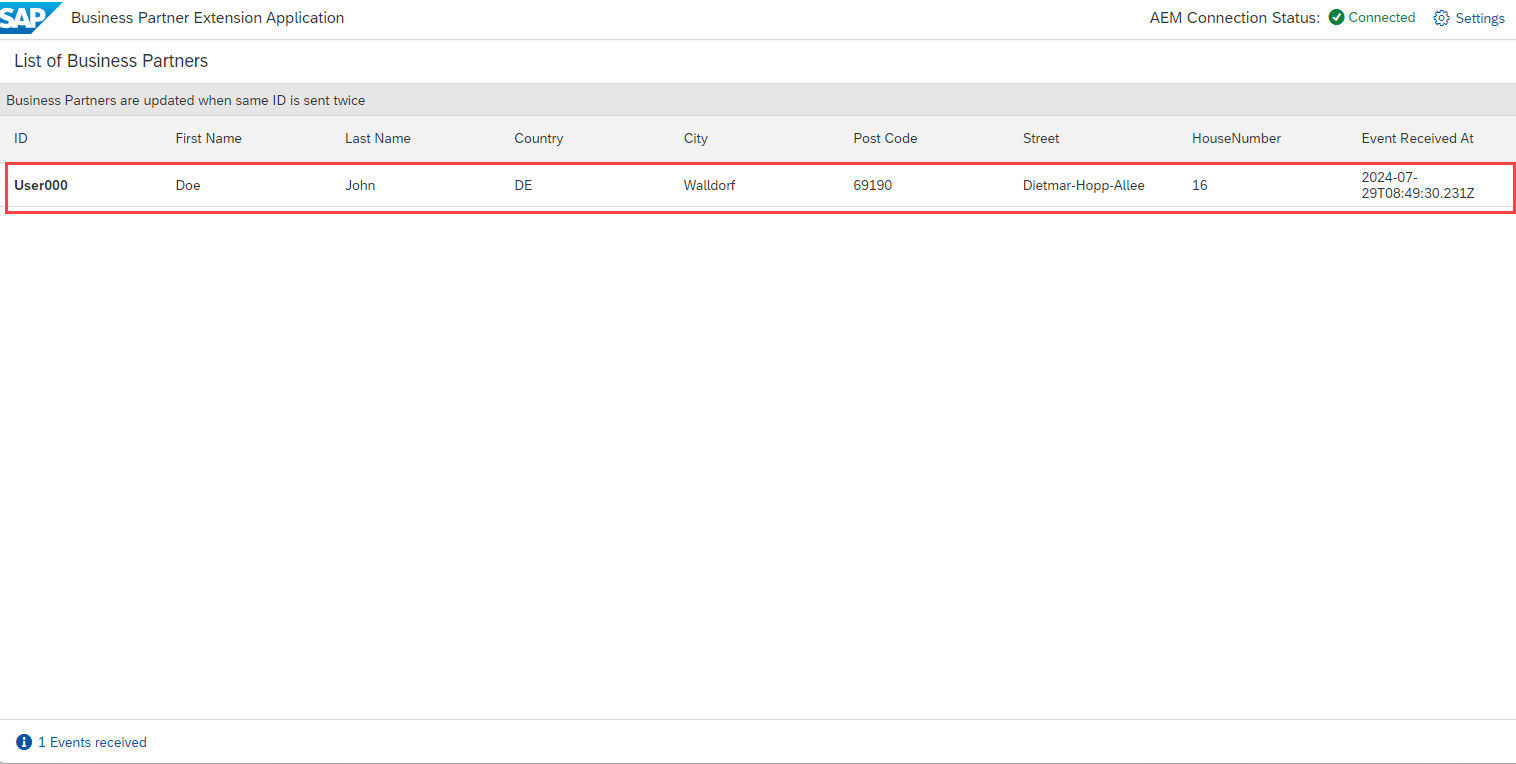 SAP Business Partner Extension Application AEM Connection Status: Connected Settings
List of Business Partners
Business Partners are updated when same ID is sent twice
ID First Name Last Name Country City Post Code Street HouseNumber Event Received At
User000 Doe John DE Walldorf 69190 Dietmar-Hopp-Allee 16 2024-07-
29T08:49:30.231Z
1 Events received